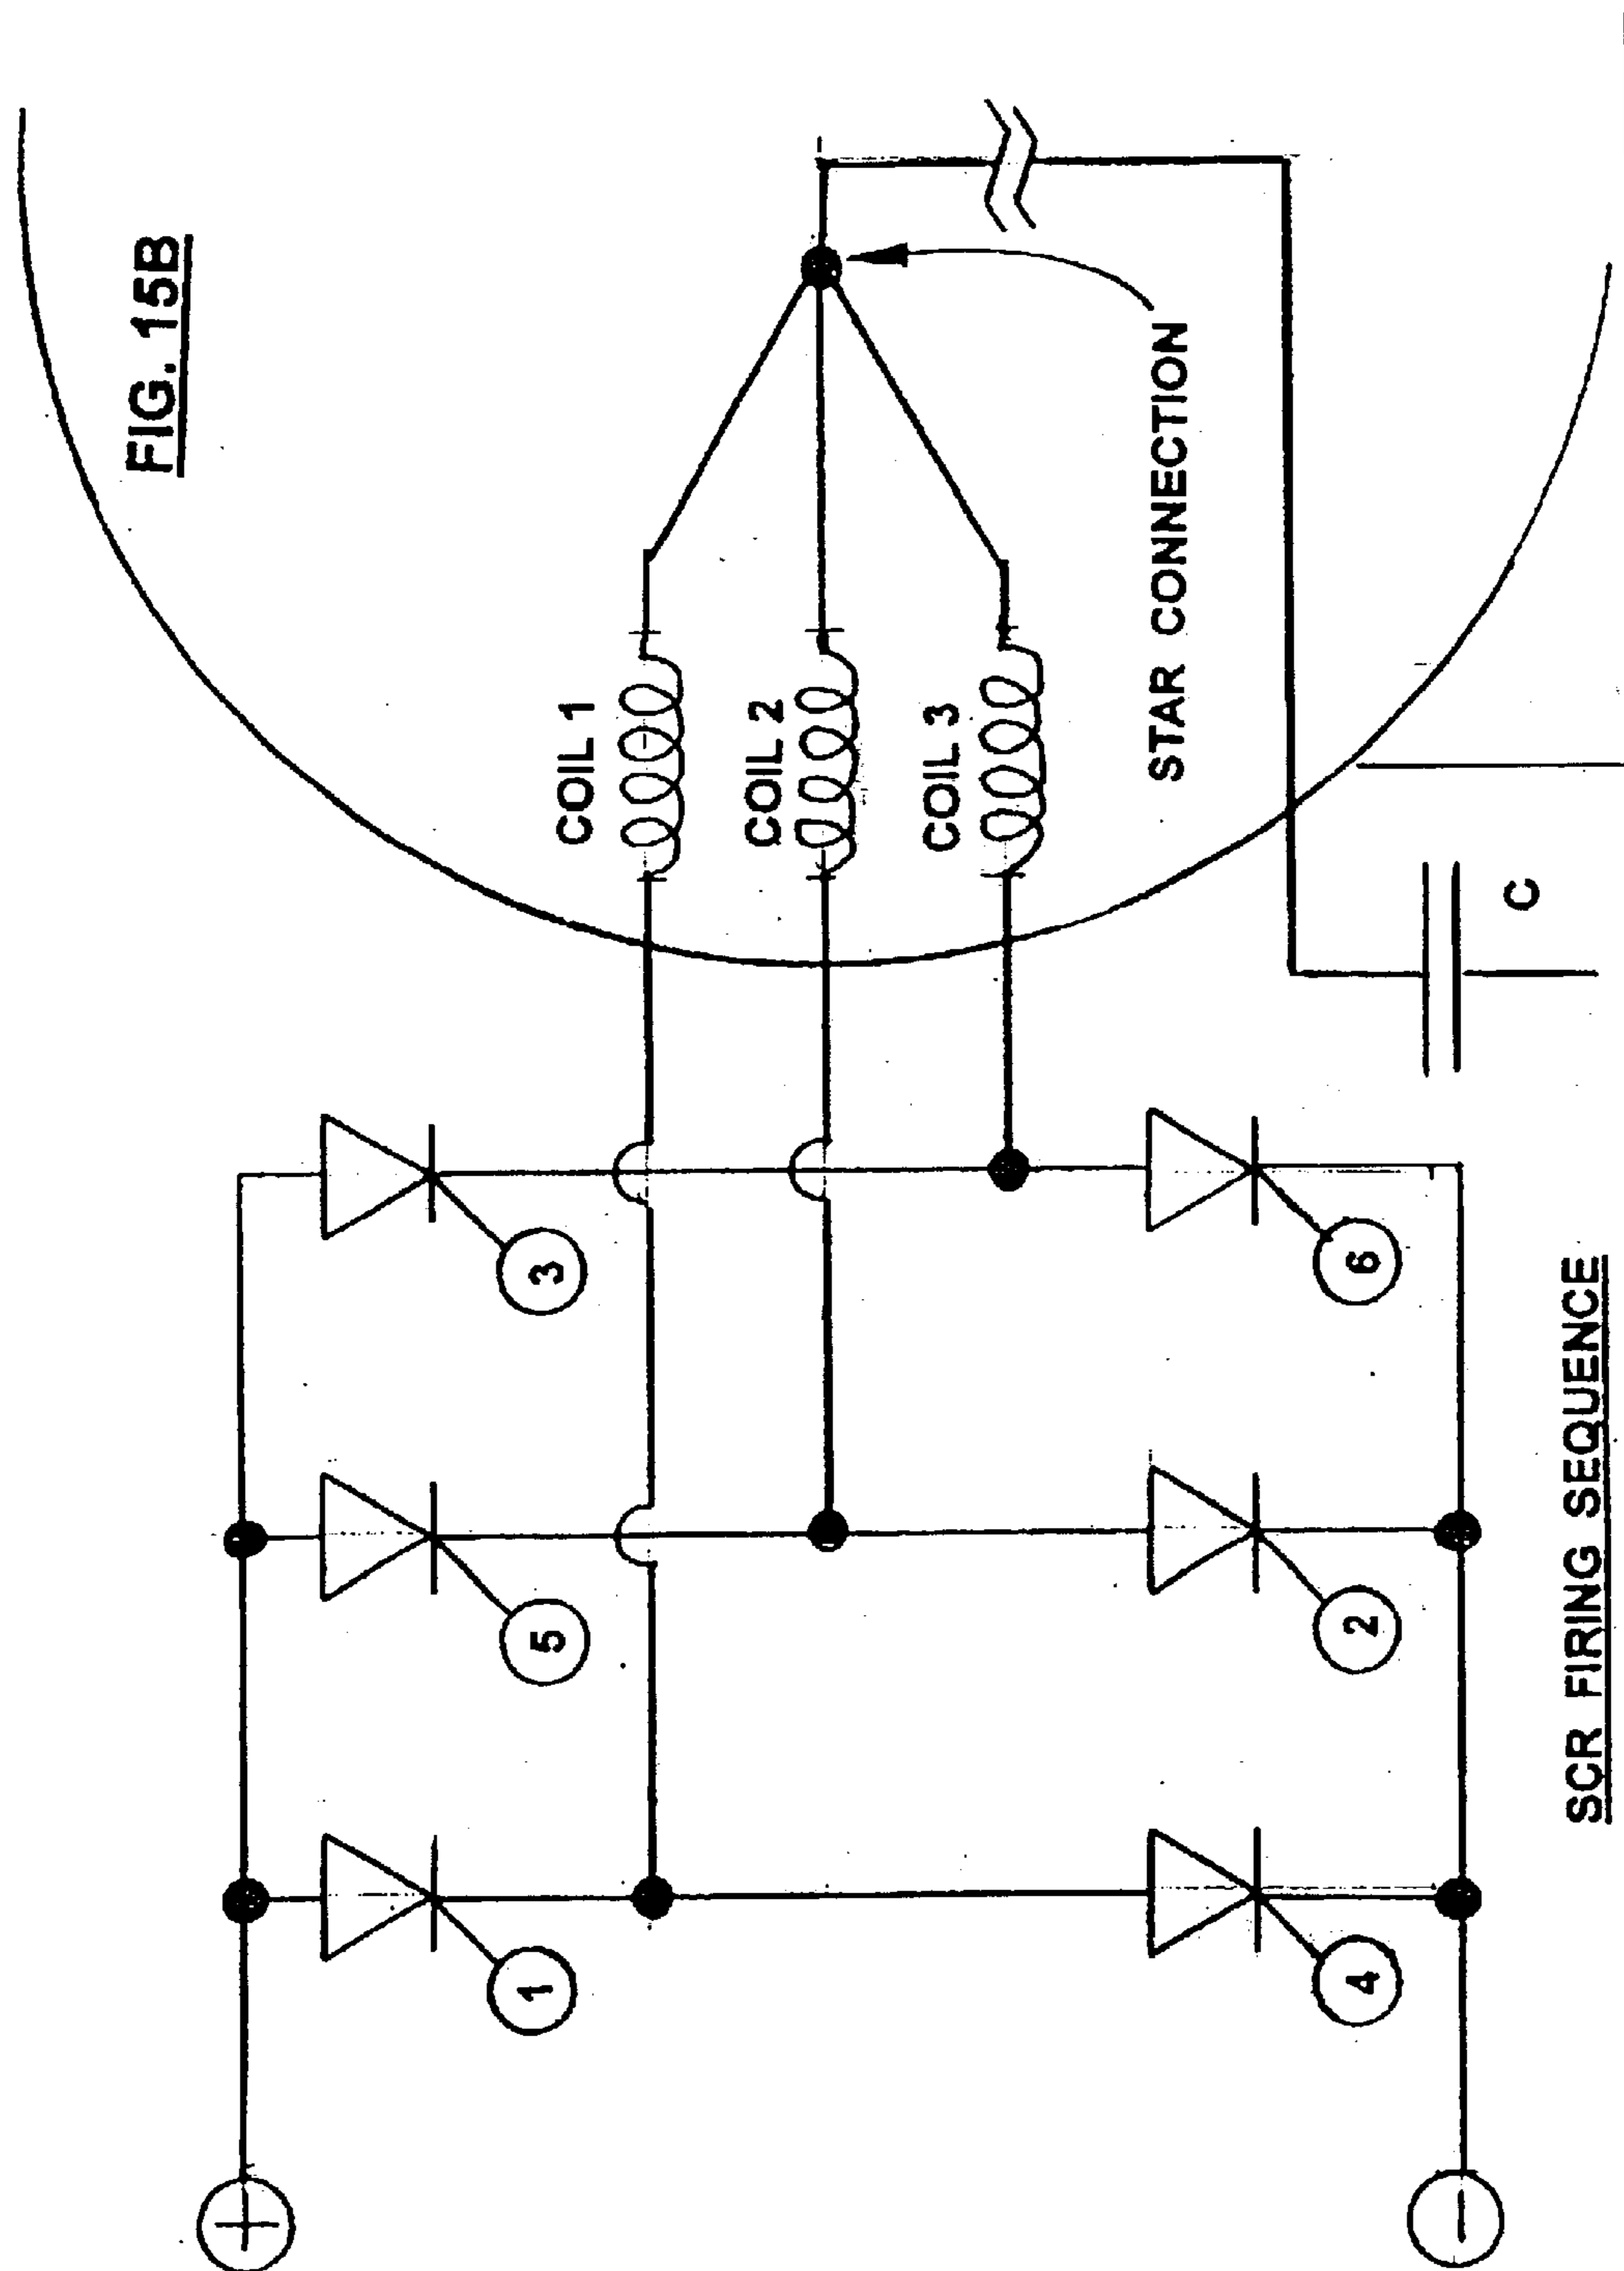 FIG. 15B
COIL 1
COIL 2
COIL 3
STAR CONNECTION
C
3
5
1
6
2
4
+
−
SCR FIRING SEQUENCE